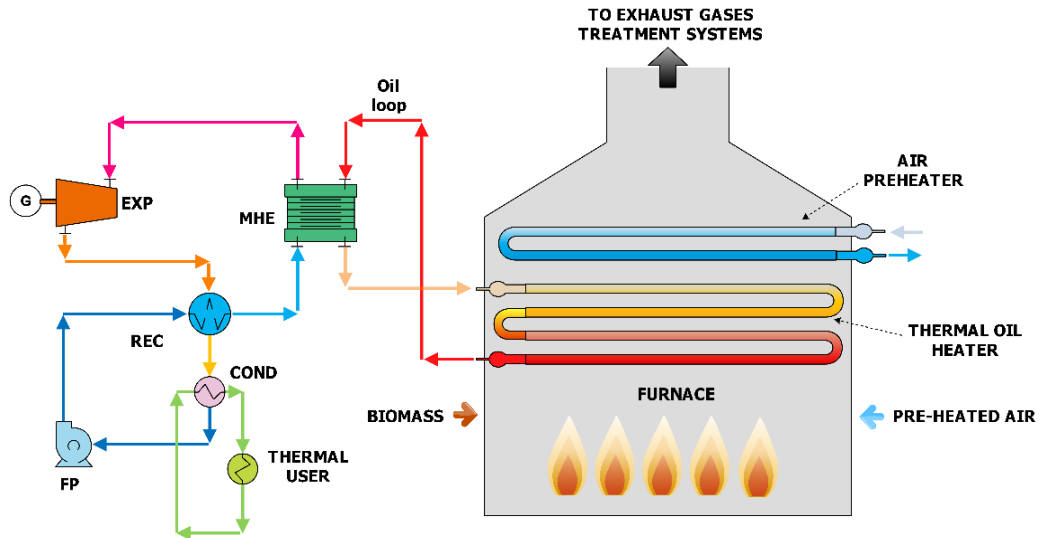 TO EXHAUST GASES
TREATMENT SYSTEMS
Oil
loop
AIR
PREHEATER
G
EXP
MHE
REC
THERMAL OIL
HEATER
COND
FURNACE
BIOMASS
PRE-HEATED AIR
THERMAL
USER
FP